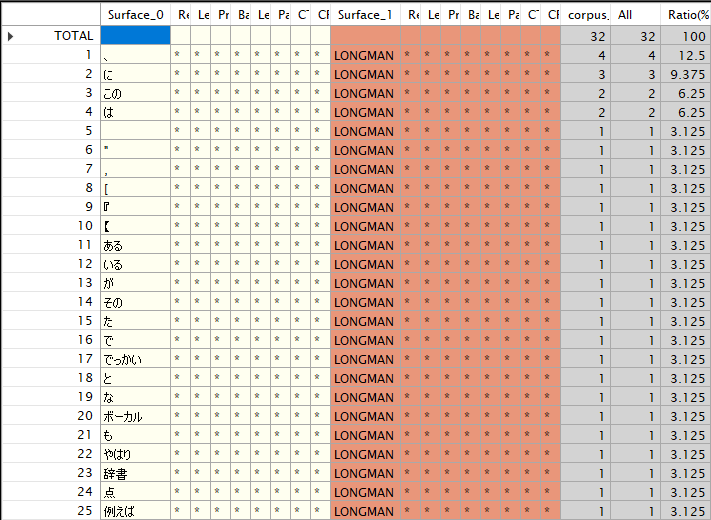 Surface_0 Re Le Pr Ba Le Pa CT CF Surface_1 Re Le Pr Ba Le Pa CT CF corpus_ All Ratio(%
TOTAL 32 32 100
1 、 * * * * * * * * LONGMAN * * * * * * * * 4 4 12.5
2 に * * * * * * * * LONGMAN * * * * * * * * 3 3 9.375
3 この * * * * * * * * LONGMAN * * * * * * * * 2 2 6.25
4 は * * * * * * * * LONGMAN * * * * * * * * 2 2 6.25
5 * * * * * * * * LONGMAN * * * * * * * * 1 1 3.125
6 " * * * * * * * * LONGMAN * * * * * * * * 1 1 3.125
7 , * * * * * * * * LONGMAN * * * * * * * * 1 1 3.125
8 [ * * * * * * * * LONGMAN * * * * * * * * 1 1 3.125
9 『 * * * * * * * * LONGMAN * * * * * * * * 1 1 3.125
10 【 * * * * * * * * LONGMAN * * * * * * * * 1 1 3.125
11 ある * * * * * * * * LONGMAN * * * * * * * * 1 1 3.125
12 いる * * * * * * * * LONGMAN * * * * * * * * 1 1 3.125
13 が * * * * * * * * LONGMAN * * * * * * * * 1 1 3.125
14 その * * * * * * * * LONGMAN * * * * * * * * 1 1 3.125
15 た * * * * * * * * LONGMAN * * * * * * * * 1 1 3.125
16 で * * * * * * * * LONGMAN * * * * * * * * 1 1 3.125
17 でっかい * * * * * * * * LONGMAN * * * * * * * * 1 1 3.125
18 と * * * * * * * * LONGMAN * * * * * * * * 1 1 3.125
19 な * * * * * * * * LONGMAN * * * * * * * * 1 1 3.125
20 ボーカル * * * * * * * * LONGMAN * * * * * * * * 1 1 3.125
21 も * * * * * * * * LONGMAN * * * * * * * * 1 1 3.125
22 やはり * * * * * * * * LONGMAN * * * * * * * * 1 1 3.125
23 辞書 * * * * * * * * LONGMAN * * * * * * * * 1 1 3.125
24 点 * * * * * * * * LONGMAN * * * * * * * * 1 1 3.125
25 例えば * * * * * * * * LONGMAN * * * * * * * * 1 1 3.125